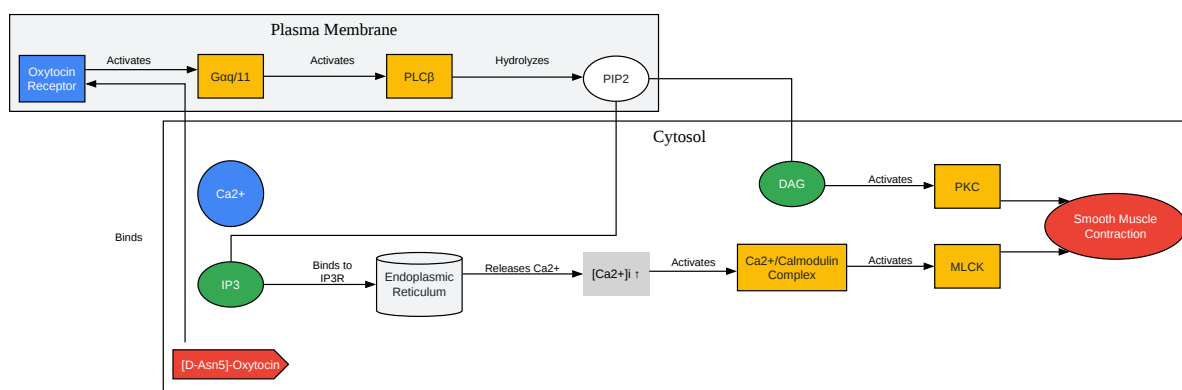 Plasma Membrane
Oxytocin
Receptor
Activates
Gαq/11
Activates
PLCβ
Hydrolyzes
PIP2
Cytosol
Ca2+
DAG
Activates
PKC
Smooth Muscle
Contraction
Binds
IP3
Binds to
IP3R
Endoplasmic
Reticulum
Releases Ca2+
[Ca2+]i ↑
Activates
Ca2+/Calmodulin
Complex
Activates
MLCK
[D-Asn5]-Oxytocin